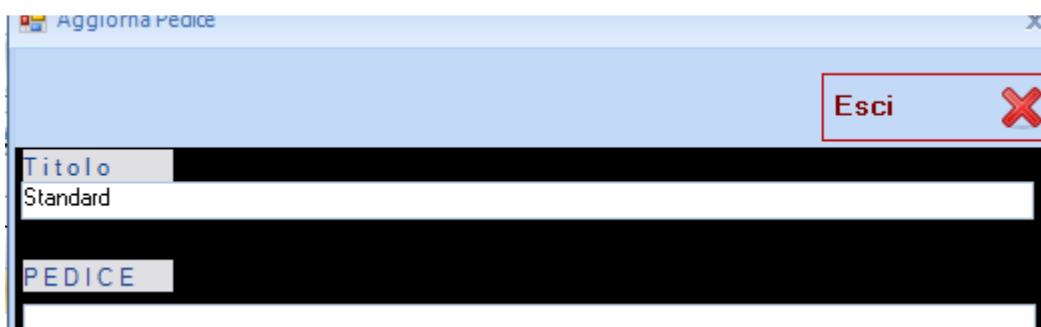 Aggiorna Pedice
Esci
Titolo
Standard
PEDICE